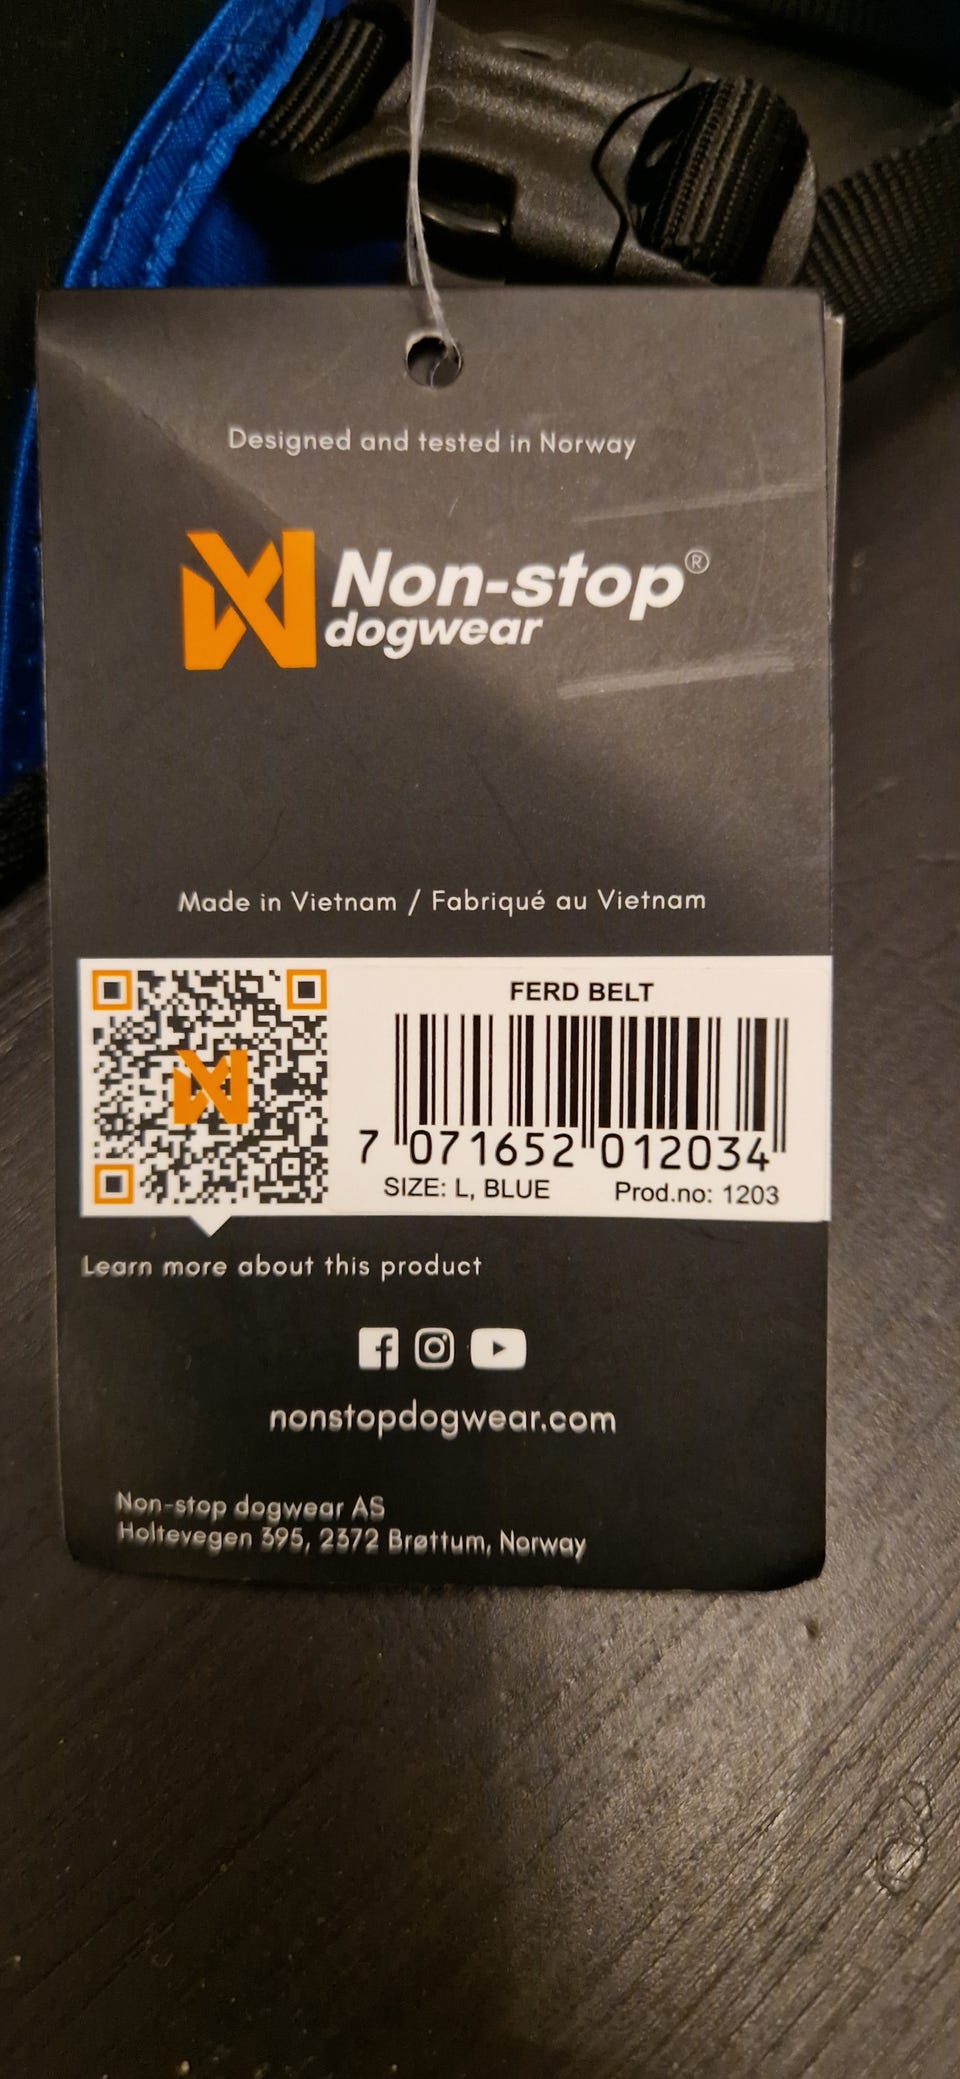 Designed and tested in Norway
Non-stop®
dogwear
Made in Vietnam / Fabriqué au Vietnam
FERD BELT
7 071652 012034
SIZE: L, BLUE Prod.no: 1203
Learn more about this product
nonstopdogwear.com
Non-stop dogwear AS
Holtevegen 395, 2372 Brøttum, Norway